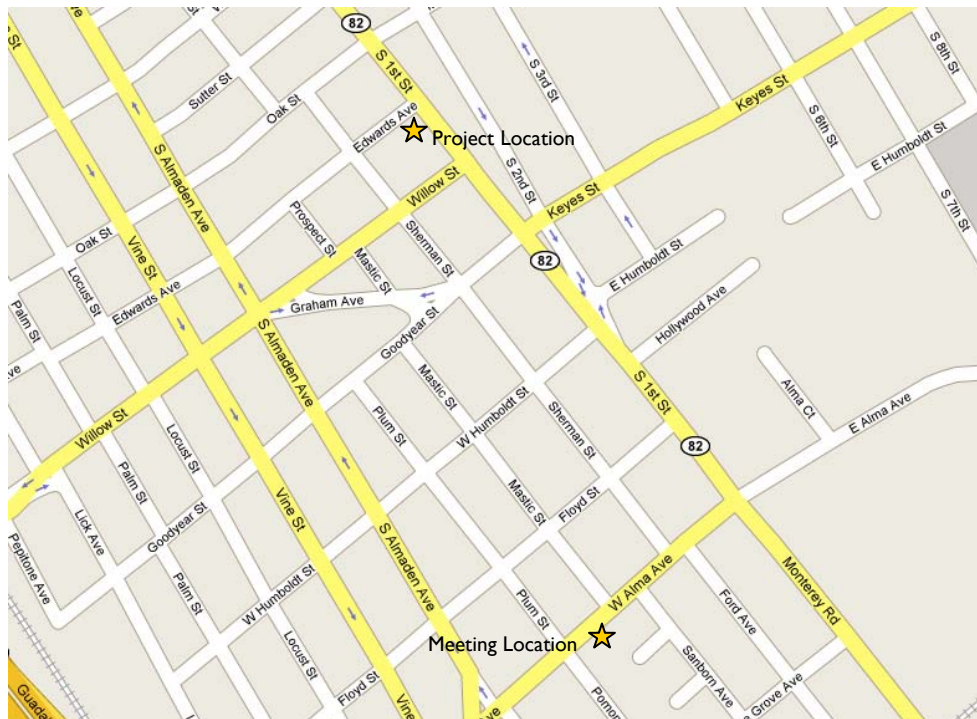 82
S 1st St
S 3rd St
S 8th St
Sutter St
Oak St
Keyes St
Edwards Ave
Project Location
S 6th St
E Humboldt St
S Almaden Ave
S 2nd St
Willow St
Keyes St
S 7th St
Prospect St
Sherman St
Oak St
Vine St
Mastic St
82
E Humboldt St
Locust St
Edwards Ave
Graham Ave
Hollywood Ave
Palm St
Goodyear St
S Almaden Ave
Mastic St
S 1st St
Alma Ct
Willow St
Plum St
W Humboldt St
Sherman St
E Alma Ave
Locust St
82
Palm St
Mastic St
Floyd St
Lick Ave
Goodyear St
Vine St
Pepitone Ave
S Almaden Ave
W Alma Ave
Monterey Rd
Palm St
W Humboldt St
Plum St
Ford Ave
Meeting Location
Locust St
Sanborn Ave
Floyd St
Grove Ave